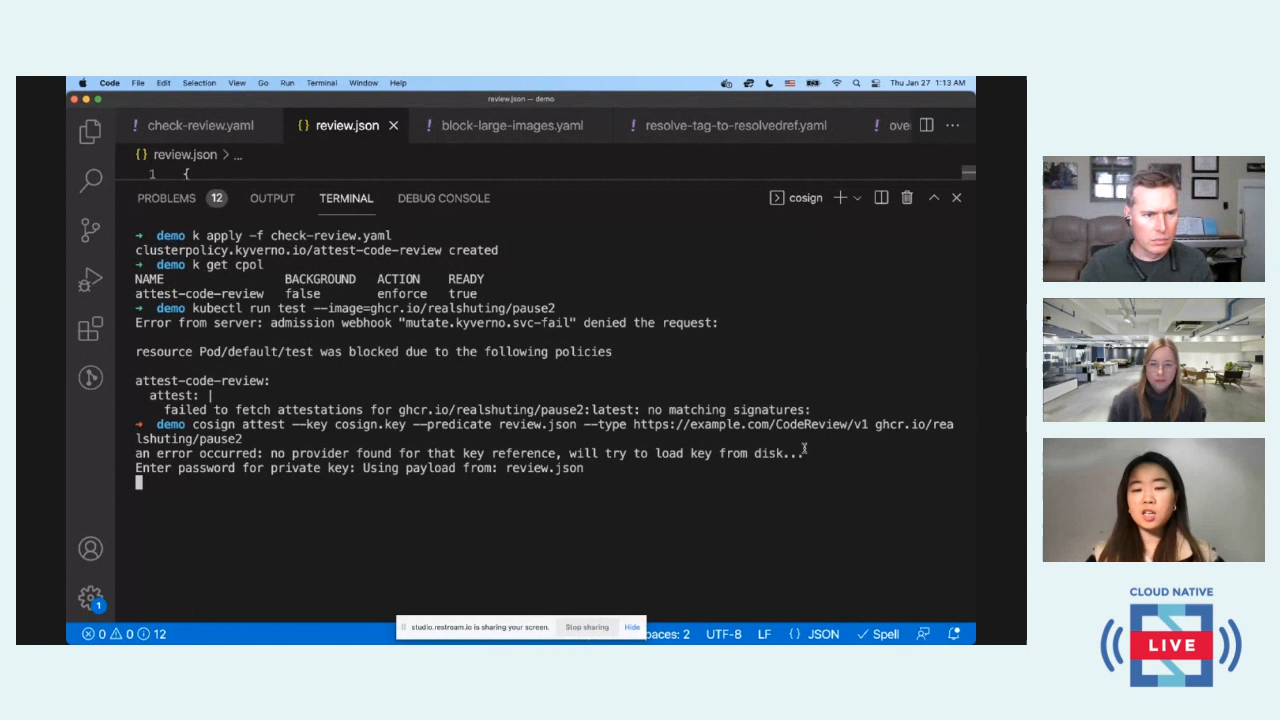 Code File Edit Selection View Go Run Terminal Window Help Thu Jan 27 1:13 AM
review.json — demo
check-review.yaml {} review.json block-large-images.yaml resolve-tag-to-resolvedref.yaml ove
{} review.json > ...
1 {
PROBLEMS 12 OUTPUT TERMINAL DEBUG CONSOLE cosign
→ demo k apply -f check-review.yaml
clusterpolicy.kyverno.io/attest-code-review created
→ demo k get cpol
NAME BACKGROUND ACTION READY
attest-code-review false enforce true
→ demo kubectl run test --image=ghcr.io/realshuting/pause2
Error from server: admission webhook "mutate.kyverno.svc-fail" denied the request:
resource Pod/default/test was blocked due to the following policies
attest-code-review:
attest: |
failed to fetch attestations for ghcr.io/realshuting/pause2:latest: no matching signatures:
→ demo cosign attest --key cosign.key --predicate review.json --type https://example.com/CodeReview/v1 ghcr.io/rea
lshuting/pause2
an error occurred: no provider found for that key reference, will try to load key from disk...
Enter password for private key: Using payload from: review.json
1
studio.restream.io is sharing your screen. Stop sharing Hide
0 0 12 paces: 2 UTF-8 LF {} JSON Spell
CLOUD NATIVE
LIVE